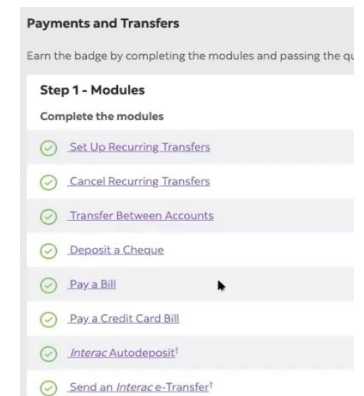 Payments and Transfers
Earn the badge by completing the modules and passing the
Step 1 - Modules
Complete the modules
Set Up Recurring Transfers
Cancel Recurring Transfers
Transfer Between Accounts
Deposit a Cheque
Pay a Bill
Pay a Credit Card Bill
Interac Autodeposit†
Send an Interac e-Transfer†